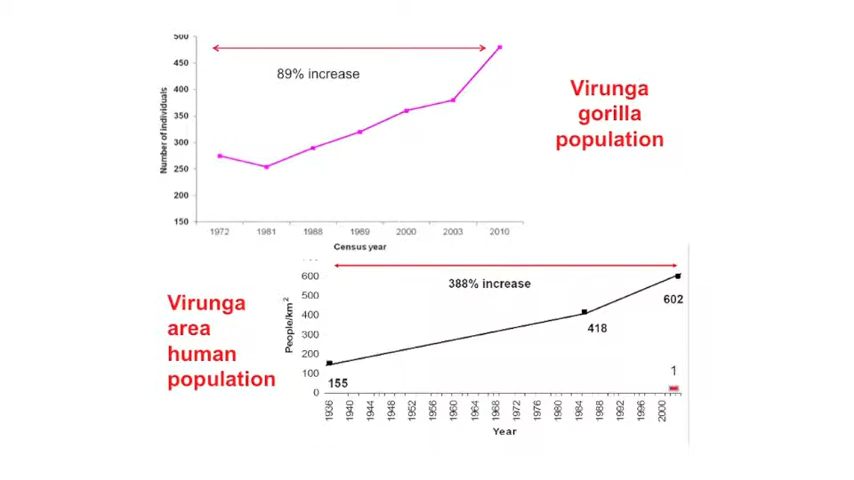 500
450
400
350
300
250
200
150
Number of individuals
89% increase
1972 1981 1988 1989 2000 2003 2010
Census year
Virunga
gorilla
population
Virunga
area
human
population
600
500
400
300
200
100
0
People/km²
388% increase
155
418
602
1
1936 1940 1944 1948 1952 1956 1960 1964 1968 1972 1976 1980 1984 1988 1992 1996 2000
Year